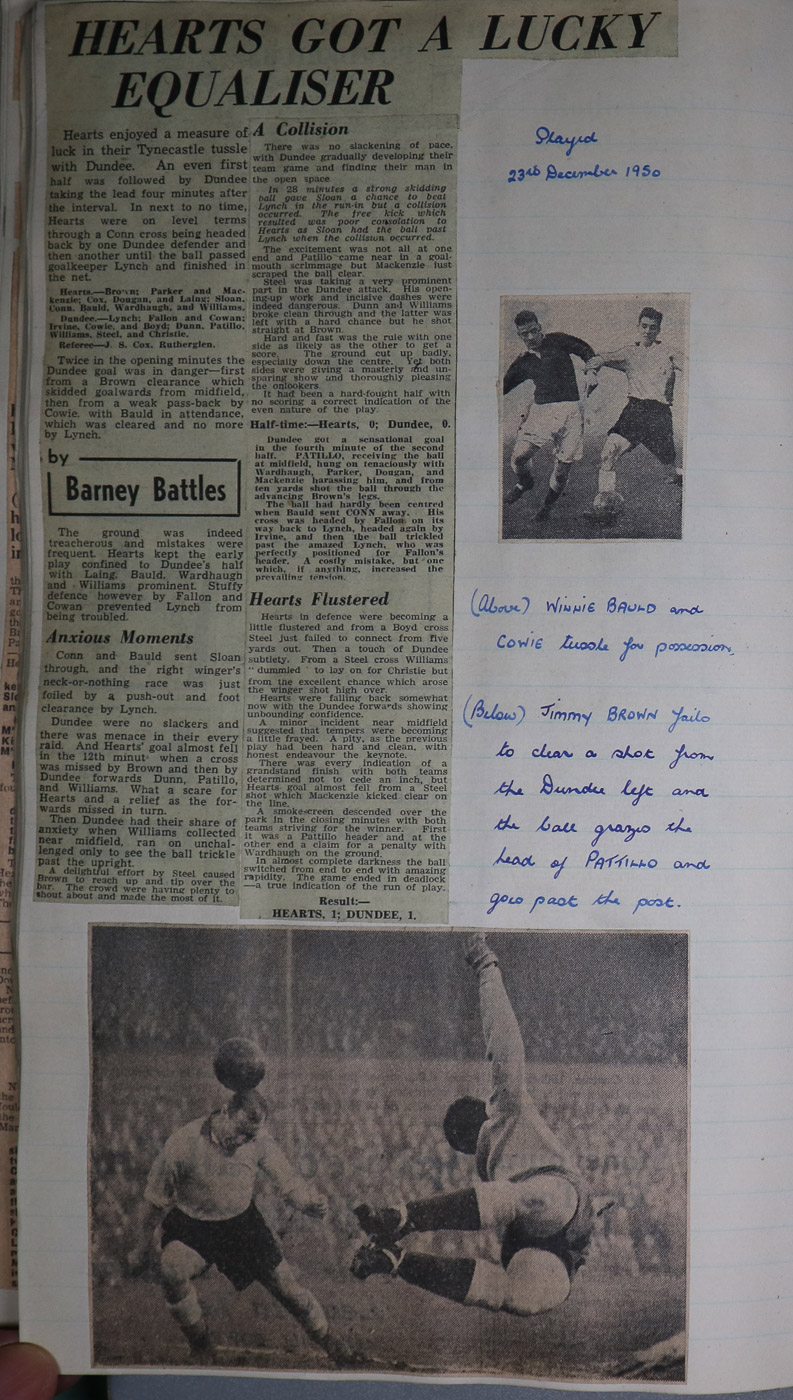 HEARTS GOT A LUCKY
EQUALISER
Hearts enjoyed a measure of
luck in their Tynecastle tussle
with Dundee. An even first
half was followed by Dundee
taking the lead four minutes after
the interval. In next to no time,
Hearts were on level terms
through a Conn cross being headed
back by one Dundee defender and
then another until the ball passed
goalkeeper Lynch and finished in
the net.
Hearts.—Brown; Parker and Mac-
kenzie; Cox, Dougan, and Laing; Sloan,
Conn, Bauld, Wardhaugh, and Williams.
Dundee.—Lynch; Fallon and Cowan;
Irvine, Cowie, and Boyd; Dunn, Patillo,
Williams, Steel, and Christie.
Referee—J. S. Cox, Rutherglen.
Twice in the opening minutes the
Dundee goal was in danger—first
from a Brown clearance which
skidded goalwards from midfield,
then from a weak pass-back by
Cowie, with Bauld in attendance,
which was cleared and no more
by Lynch.
by
Barney Battles
The ground was indeed
treacherous and mistakes were
frequent. Hearts kept the early
play confined to Dundee's half
with Laing, Bauld, Wardhaugh
and Williams prominent. Stuffy
defence however by Fallon and
Cowan prevented Lynch from
being troubled.
Anxious Moments
Conn and Bauld sent Sloan
through, and the right winger's
neck-or-nothing race was just
foiled by a push-out and foot
clearance by Lynch.
Dundee were no slackers and
there was menace in their every
raid. And Hearts' goal almost fell
in the 12th minut when a cross
was missed by Brown and then by
Dundee forwards Dunn, Patillo,
and Williams. What a scare for
Hearts and a relief as the for-
wards missed in turn.
Then Dundee had their share of
anxiety when Williams collected
near midfield, ran on unchal-
lenged only to see the ball trickle
past the upright.
A delightful effort by Steel caused
Brown to reach up and tip over the
bar. The crowd were having plenty to
shout about and made the most of it.
A Collision
There was no slackening of pace,
with Dundee gradually developing their
team game and finding their man in
the open space.
In 28 minutes a strong skidding
ball gave Sloan a chance to beat
Lynch in the run-in but a collision
occurred. The free kick which
resulted was poor consolation to
Hearts as Sloan had the ball past
Lynch when the collision occurred.
The excitement was not all at one
end and Patillo came near in a goal-
mouth scrimmage but Mackenzie just
scraped the ball clear.
Steel was taking a very prominent
part in the Dundee attack. His open-
ing-up work and incisive dashes were
indeed dangerous. Dunn and Williams
broke clean through and the latter was
left with a hard chance but he shot
straight at Brown.
Hard and fast was the rule with one
side as likely as the other to get a
score. The ground cut up badly,
especially down the centre. Yet both
sides were giving a masterly and un-
sparing show and thoroughly pleasing
the onlookers.
It had been a hard-fought half with
no scoring a correct indication of the
even nature of the play.
Half-time:—Hearts, 0; Dundee, 0.
Dundee got a sensational goal
in the fourth minute of the second
half. PATILLO, receiving the ball
at midfield, hung on tenaciously with
Wardhaugh, Parker, Dougan, and
Mackenzie harassing him, and from
ten yards shot the ball through the
advancing Brown's legs.
The ball had hardly been centred
when Bauld sent CONN away. His
cross was headed by Fallon on its
way back to Lynch, headed again by
Irvine, and then the ball trickled
past the amazed Lynch, who was
perfectly positioned for Fallon's
header. A costly mistake, but one
which, if anything, increased the
prevailing tension.
Hearts Flustered
Hearts in defence were becoming a
little flustered and from a Boyd cross
Steel just failed to connect from five
yards out. Then a touch of Dundee
subtlety. From a Steel cross Williams
"dummied" to lay on for Christie but
from the excellent chance which arose
the winger shot high over.
Hearts were falling back somewhat
now with the Dundee forwards showing
unbounding confidence.
A minor incident near midfield
suggested that tempers were becoming
a little frayed. A pity, as the previous
play had been hard and clean, with
honest endeavour the keynote.
There was every indication of a
grandstand finish with both teams
determined not to cede an inch, but
Hearts goal almost fell from a Steel
shot which Mackenzie kicked clear on
the line.
A smokescreen descended over the
park in the closing minutes with both
teams striving for the winner. First
it was a Pattillo header and at the
other end a claim for a penalty with
Wardhaugh on the ground.
In almost complete darkness the ball
switched from end to end with amazing
rapidity. The game ended in deadlock
—a true indication of the run of play.
Result:—
HEARTS, 1; DUNDEE, 1.
Played
23rd December 1950
(Above) WINNIE BAULD and
COWIE tussle for possession.
(Below) JIMMY BROWN fails
to clear a shot from
the Dundee left and
the ball grazes the
head of PATTILLO and
goes past the post.